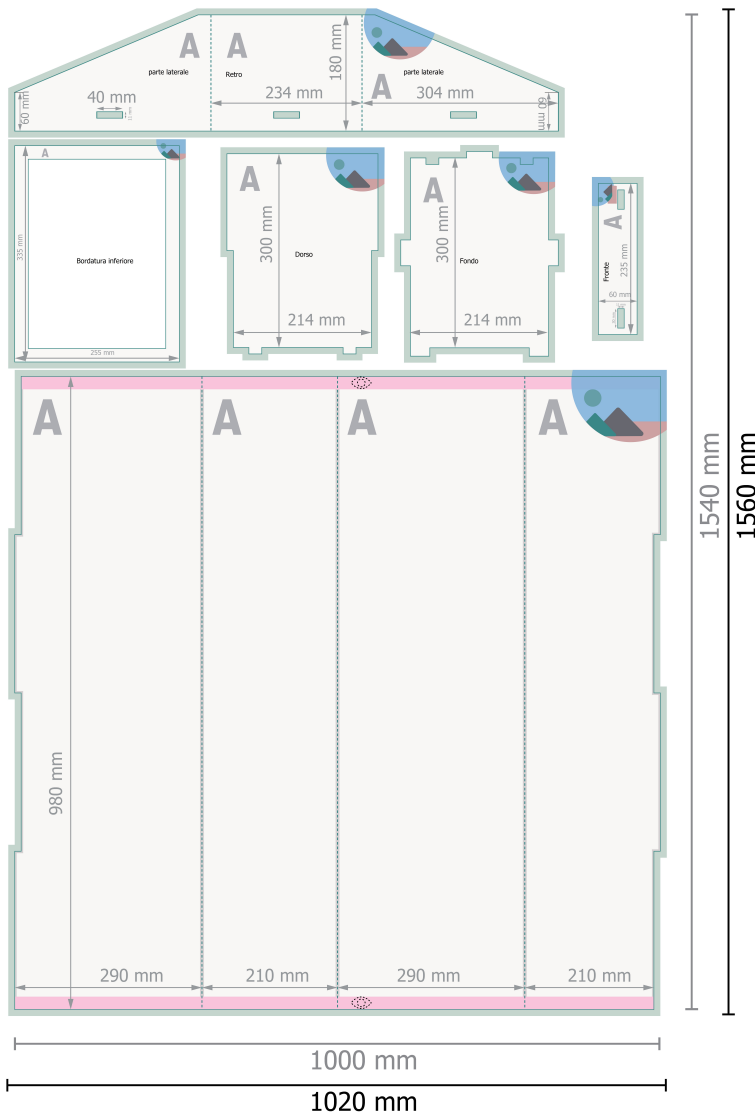 A
A
180 mm
parte laterale
Retro
parte laterale
A
60 mm
40 mm
234 mm
304 mm
60 mm
A
335 mm
Bordatura inferiore
255 mm
A
300 mm
Dorso
214 mm
A
300 mm
Fondo
214 mm
A
Fronte
235 mm
60 mm
A
A
A
A
980 mm
290 mm
210 mm
290 mm
210 mm
1540 mm
1560 mm
1000 mm
1020 mm